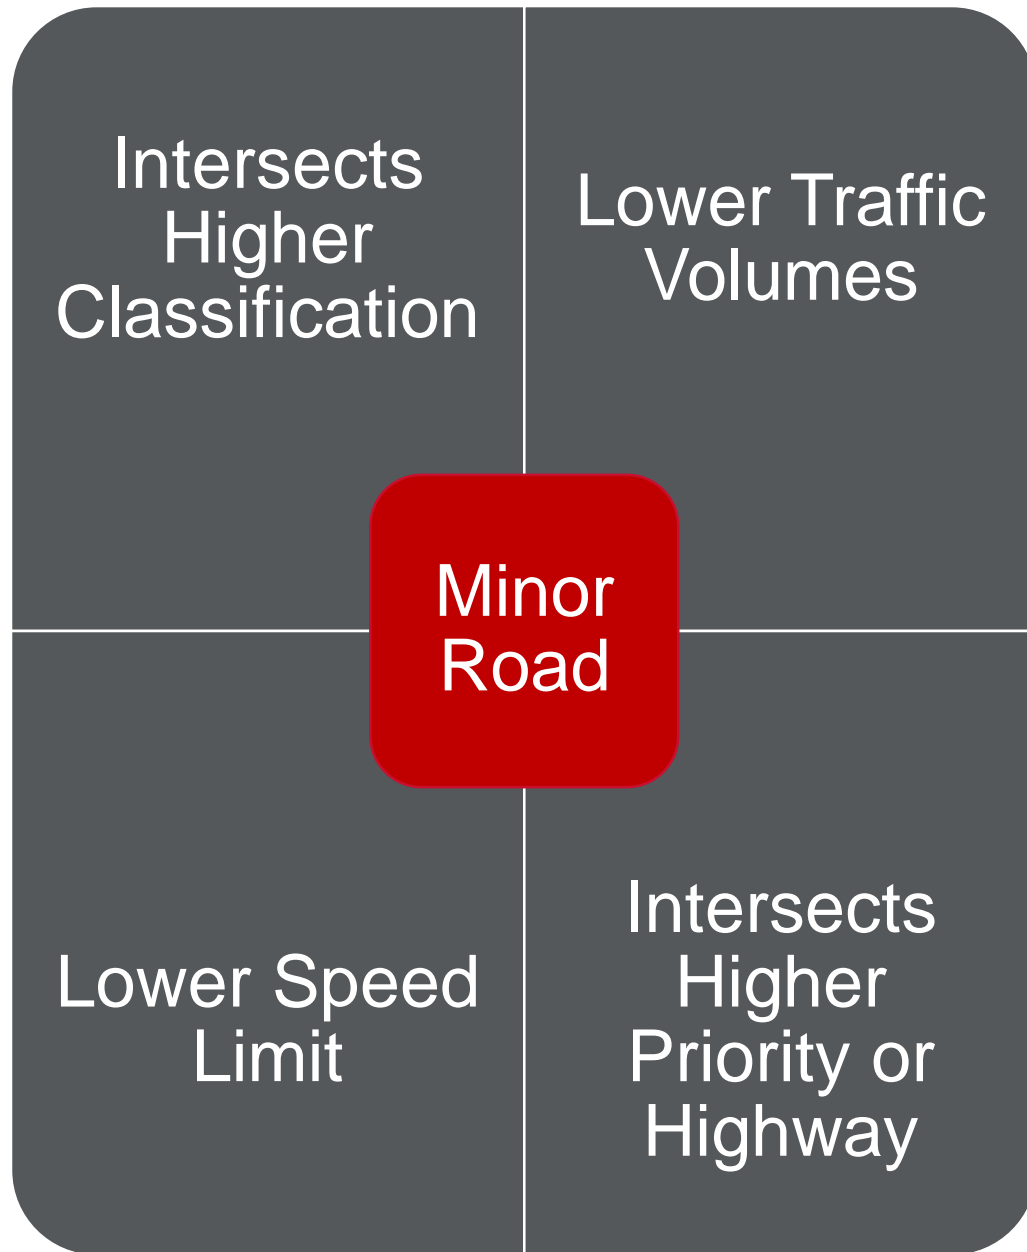 Intersects
Higher
Classification
Lower Traffic
Volumes
Minor
Road
Lower Speed
Limit
Intersects
Higher
Priority or
Highway